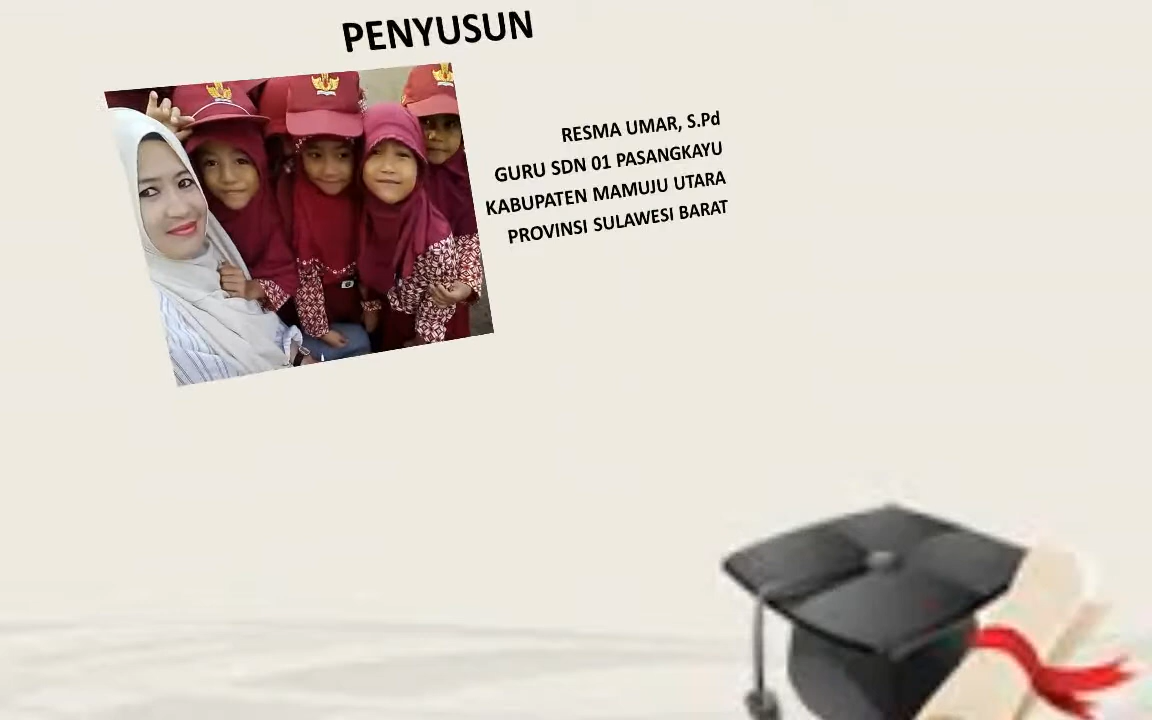 PENYUSUN
RESMA UMAR, S.Pd
GURU SDN 01 PASANGKAYU
KABUPATEN MAMUJU UTARA
PROVINSI SULAWESI BARAT